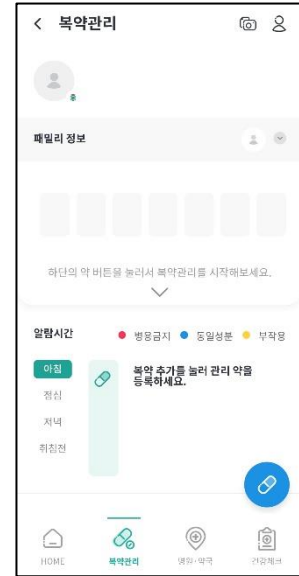 복약관리
패밀리 정보
하단의 약 버튼을 눌러서 복약관리를 시작해보세요.
알람시간
병용금지
동일성분
부작용
아침
복약 추가를 눌러 관리 약을
등록하세요.
점심
저녁
취침전
HOME
복약관리
병원·약국
건강체크